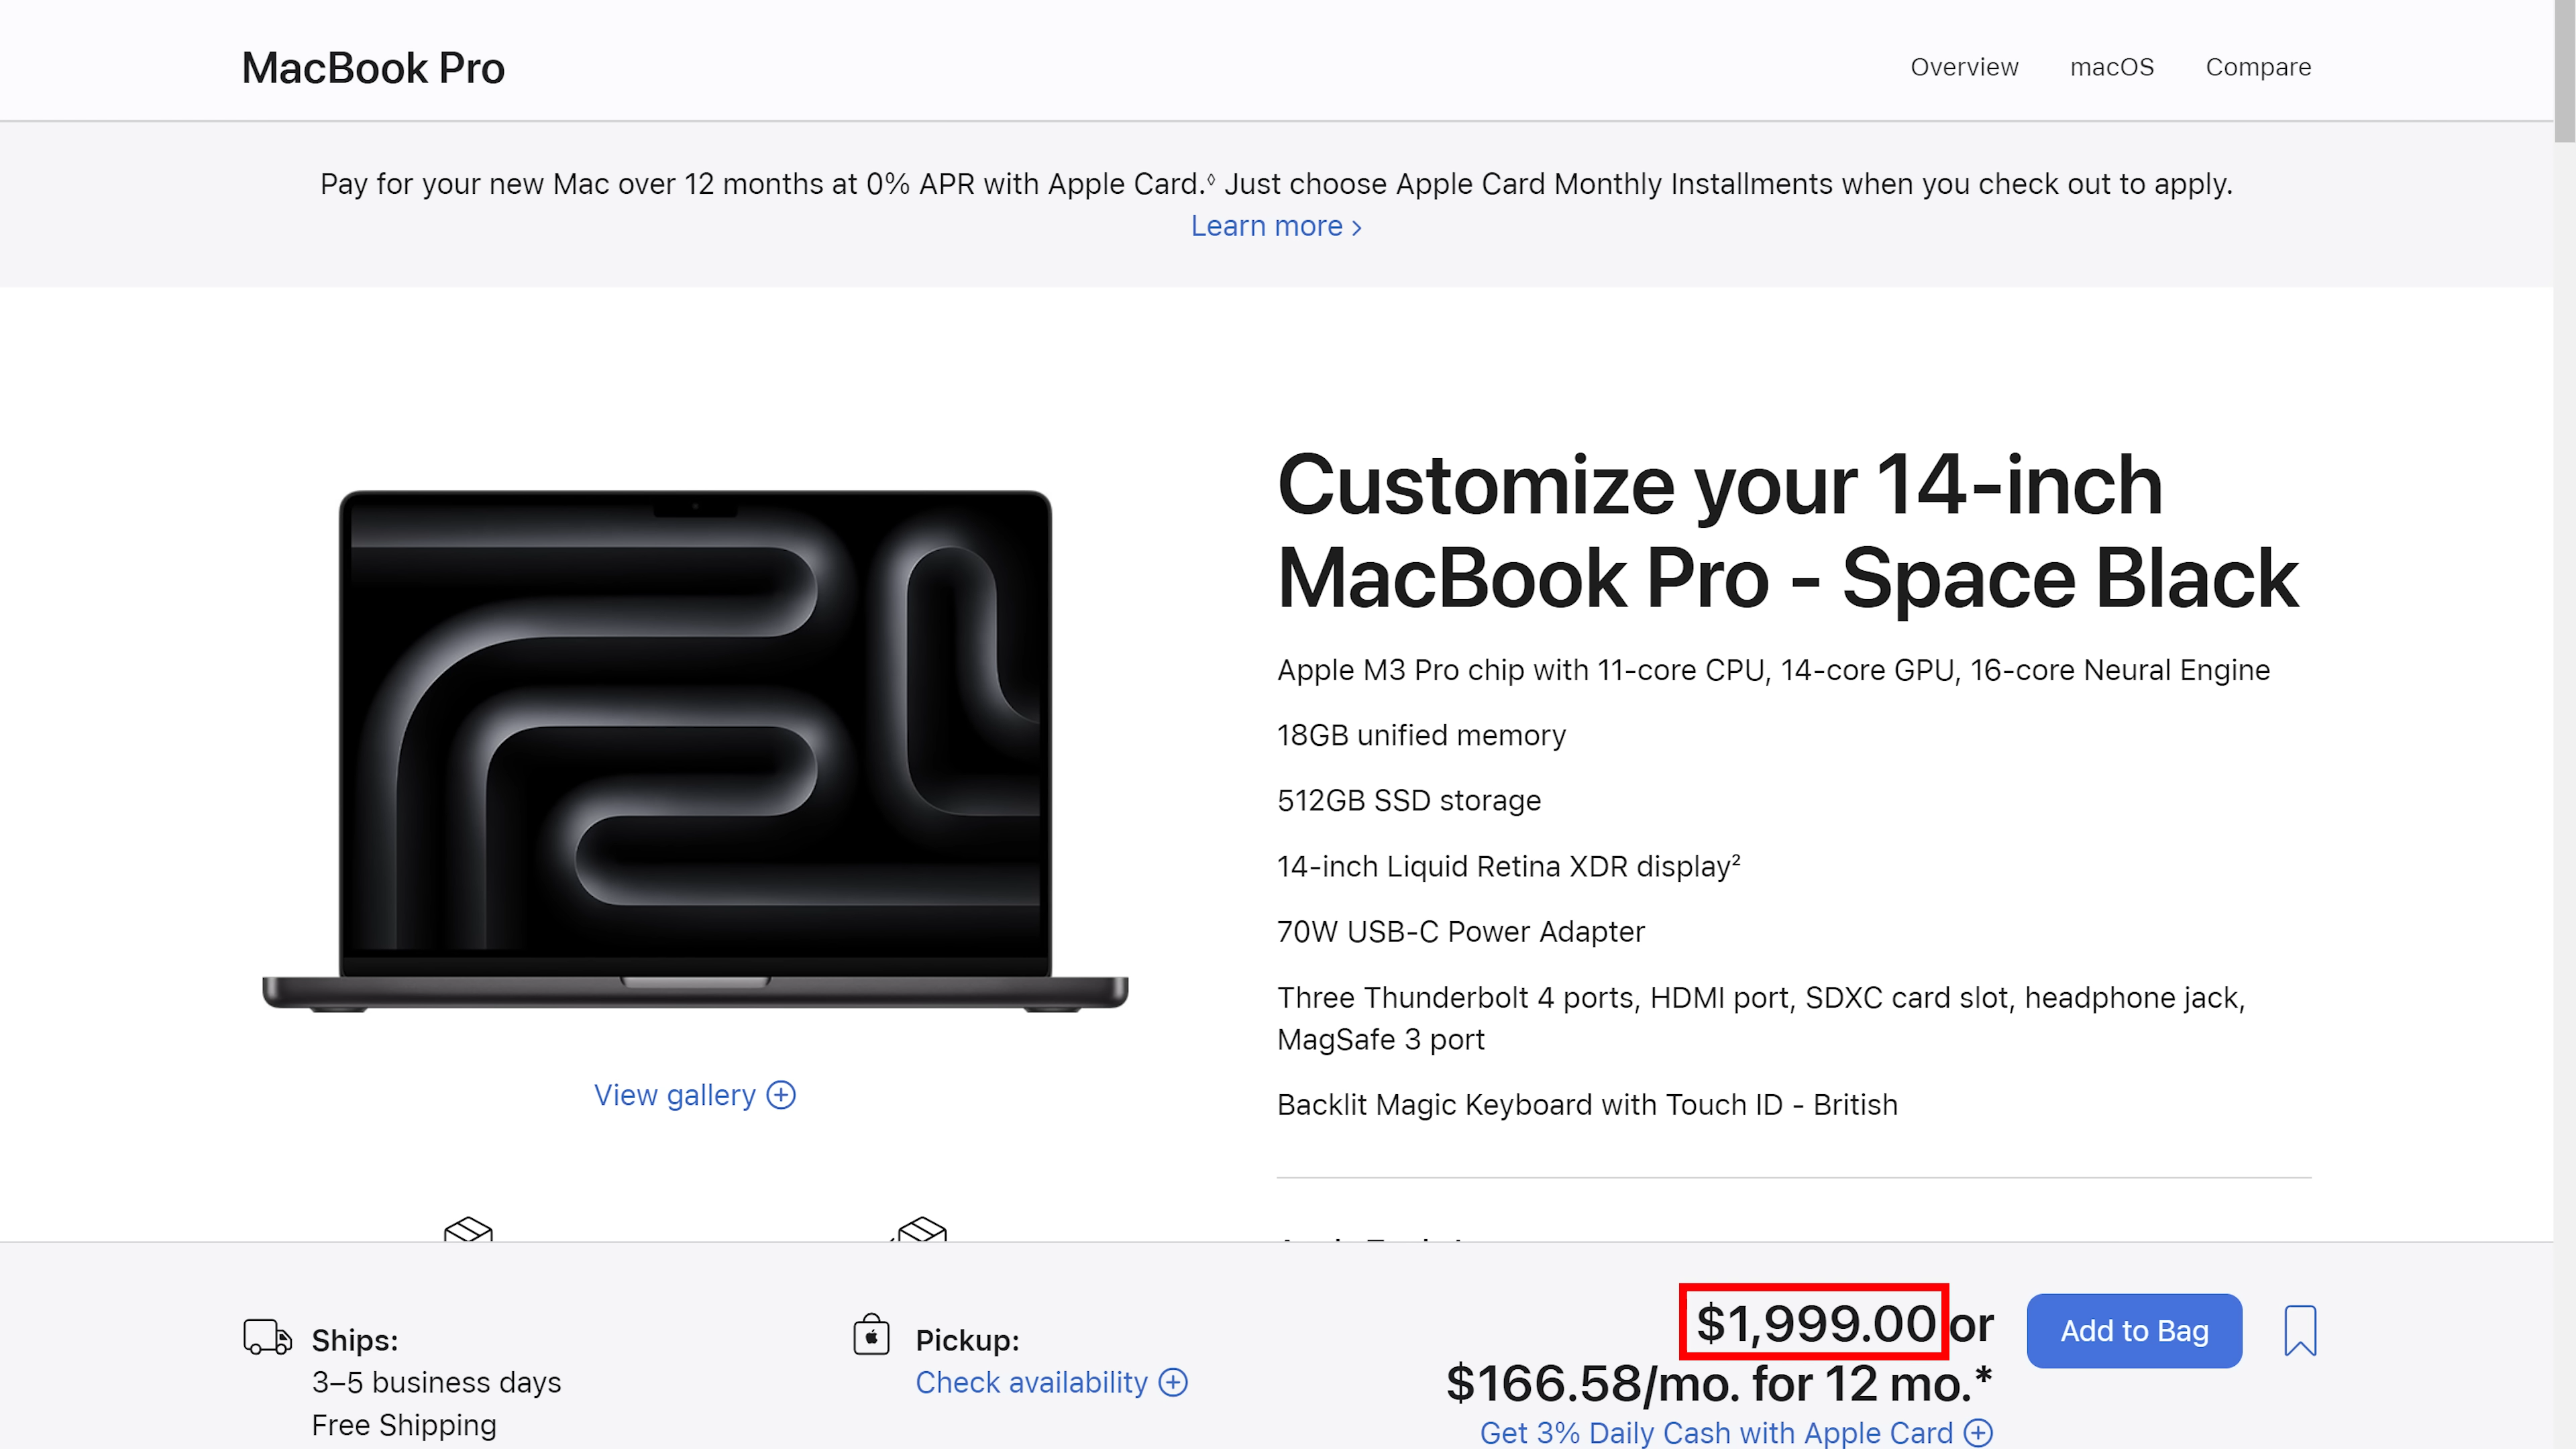 MacBook Pro
Overview macOS Compare
Pay for your new Mac over 12 months at 0% APR with Apple Card.◊ Just choose Apple Card Monthly Installments when you check out to apply.
Learn more >
Customize your 14-inch
MacBook Pro - Space Black
Apple M3 Pro chip with 11-core CPU, 14-core GPU, 16-core Neural Engine
18GB unified memory
512GB SSD storage
14-inch Liquid Retina XDR display²
70W USB-C Power Adapter
Three Thunderbolt 4 ports, HDMI port, SDXC card slot, headphone jack,
MagSafe 3 port
Backlit Magic Keyboard with Touch ID - British
View gallery
Ships:
3–5 business days
Free Shipping
Pickup:
Check availability
$1,999.00 or
$166.58/mo. for 12 mo.*
Get 3% Daily Cash with Apple Card
Add to Bag